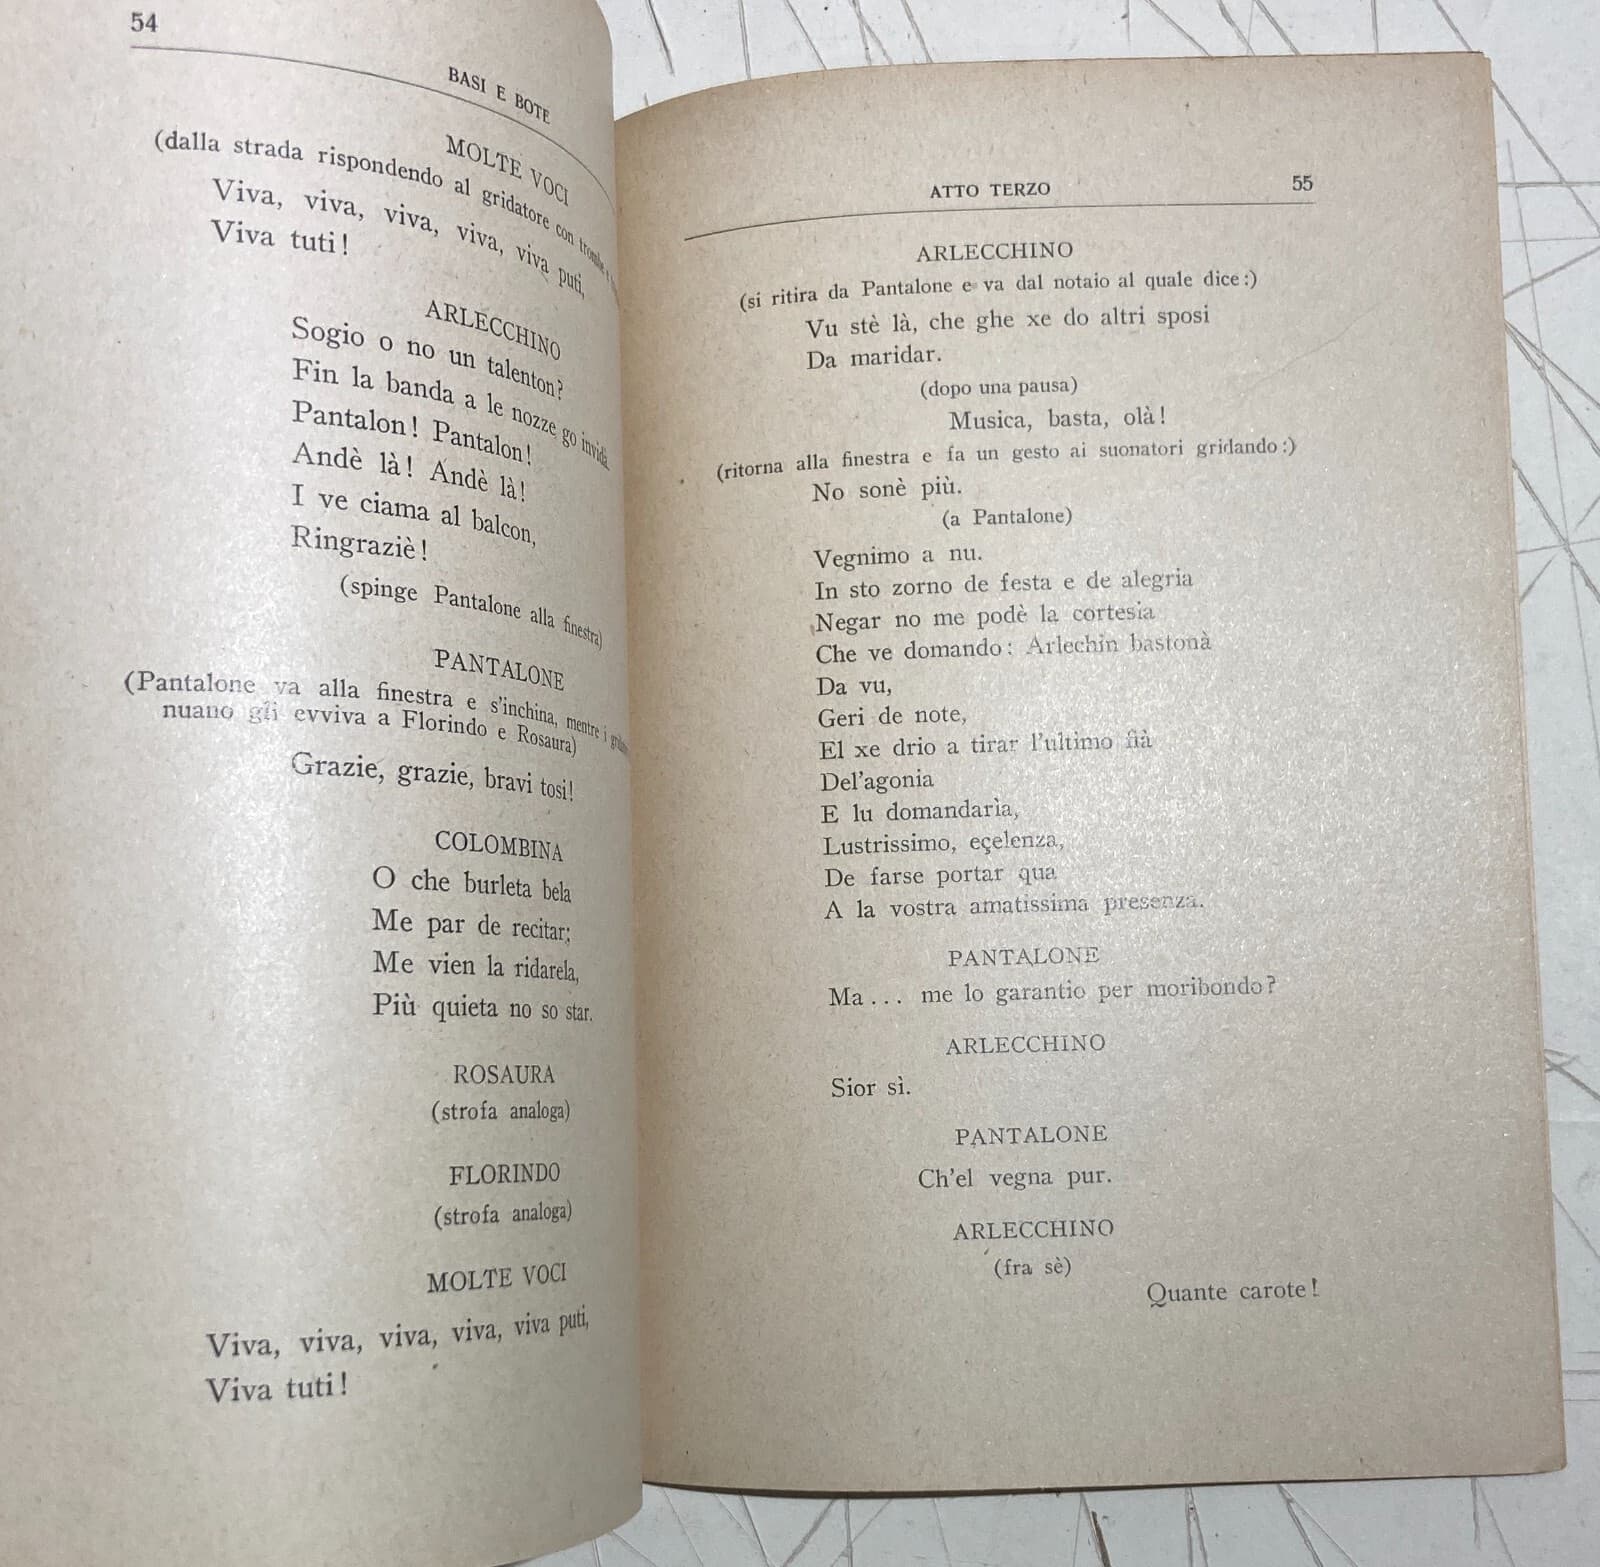 54
BASI E BOTE
MOLTE VOCI
(dalla strada rispondendo al gridatore con trombe e
Viva, viva, viva, viva, viva puti,
Viva tuti!
ARLECCHINO
Sogio o no un talenton?
Fin la banda a le nozze go invidà.
Pantalon! Pantalon!
Andè là! Andè là!
I ve ciama al balcon,
Ringraziè!
(spinge Pantalone alla finestra)
PANTALONE
(Pantalone va alla finestra e s'inchina, mentre i
nuano gli evviva a Florindo e Rosaura)
Grazie, grazie, bravi tosi!
COLOMBINA
O che burleta bela
Me par de recitar;
Me vien la ridarela,
Più quieta no so star.
ROSAURA
(strofa analoga)
FLORINDO
(strofa analoga)
MOLTE VOCI
Viva, viva, viva, viva, viva puti,
Viva tuti!
ATTO TERZO 55
ARLECCHINO
(si ritira da Pantalone e va dal notaio al quale dice:)
Vu stè là, che ghe xe do altri sposi
Da maridar.
(dopo una pausa)
Musica, basta, olà!
(ritorna alla finestra e fa un gesto ai suonatori gridando:)
No sonè più.
(a Pantalone)
Vegnimo a nu.
In sto zorno de festa e de alegria
Negar no me podè la cortesia
Che ve domando: Arlechin bastonà
Da vu,
Geri de note,
El xe drio a tirar l'ultimo fià
Del'agonia
E lu domandarìa,
Lustrissimo, eçelenza,
De farse portar qua
A la vostra amatissima presenza.
PANTALONE
Ma... me lo garantio per moribondo?
ARLECCHINO
Sior sì.
PANTALONE
Ch'el vegna pur.
ARLECCHINO
(fra sè)
Quante carote!